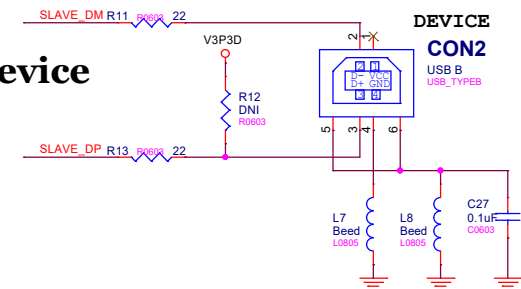 SLAVE_DM R11 R0603 22
DEVICE
CON2
USB B
USB_TYPEB
V3P3D
2 1
2 1
D- VCC
D+ GND
3 4
evice
R12
DNI
R0603
5 3 4 6
SLAVE_DP R13 R0603 22
L7
Beed
L0805
L8
Beed
L0805
C27
0.1uF
C0603